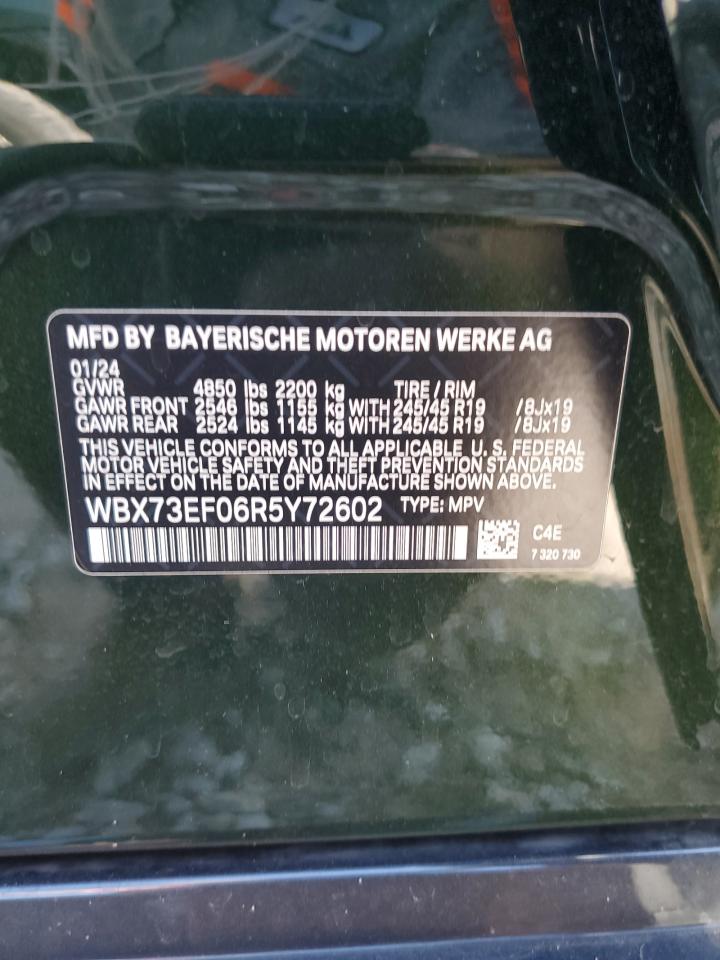 MFD BY BAYERISCHE MOTOREN WERKE AG
01/24
GVWR 4850 lbs 2200 kg TIRE / RIM
GAWR FRONT 2546 lbs 1155 kg WITH 245/45 R19 /8Jx19
GAWR REAR 2524 lbs 1145 kg WITH 245/45 R19 /8Jx19
THIS VEHICLE CONFORMS TO ALL APPLICABLE U. S. FEDERAL
MOTOR VEHICLE SAFETY AND THEFT PREVENTION STANDARDS
IN EFFECT ON THE DATE OF MANUFACTURE SHOWN ABOVE.
WBX73EF06R5Y72602 TYPE: MPV
C4E
7 320 730